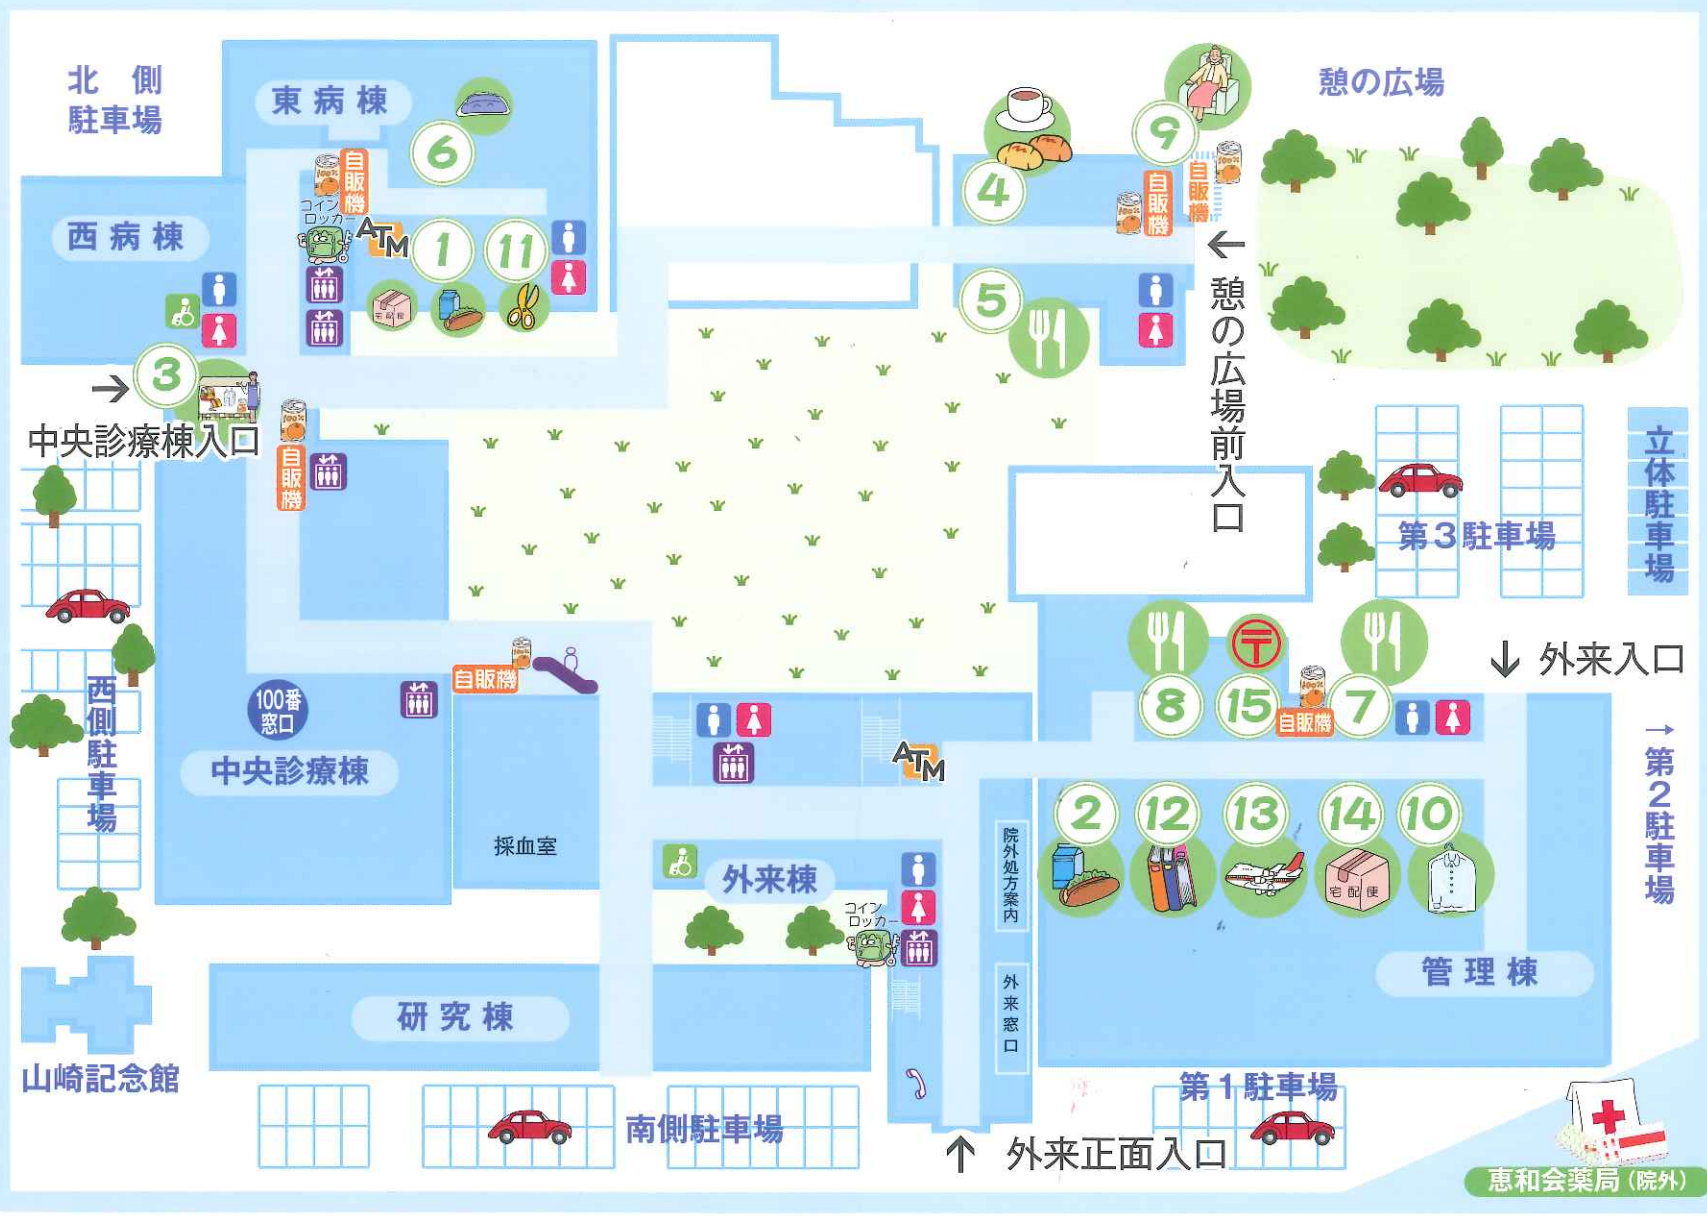 北　側
駐車場
東病棟
6
自販機
100%
コイン
ロッカー
ATM
1
11
宅配便
西病棟
3
中央診療棟入口
100%
自販機
4
9
自販機
自販機
5
憩の広場
憩の広場前入口
立体駐車場
第3駐車場
外来入口
第2駐車場
西側駐車場
自販機
100番
窓口
中央診療棟
採血室
ATM
8
15
〒
100%
自販機
7
2
12
13
14
10
宅配便
院外処方案内
外来窓口
外来棟
コイン
ロッカー
管理棟
研究棟
山崎記念館
南側駐車場
第1駐車場
外来正面入口
恵和会薬局（院外）